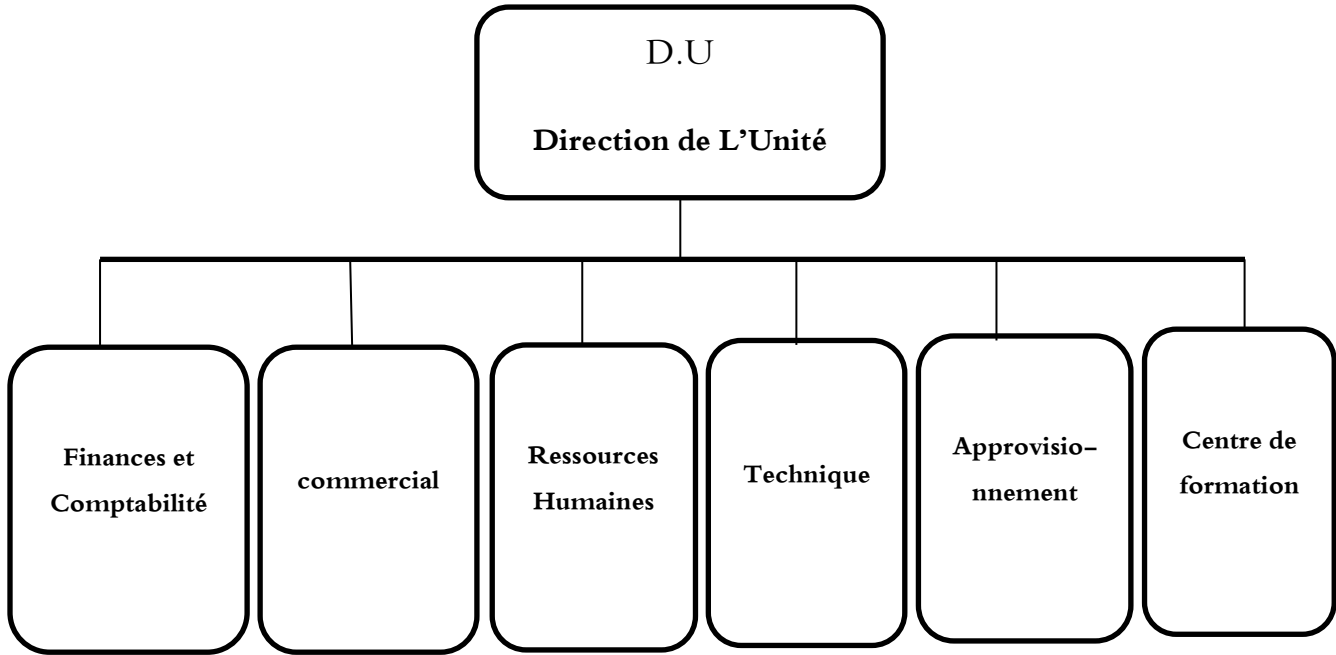 D.U
Direction de L’Unité
Finances et
Comptabilité
commercial
Ressources
Humaines
Technique
Approvisio–
nnement
Centre de
formation